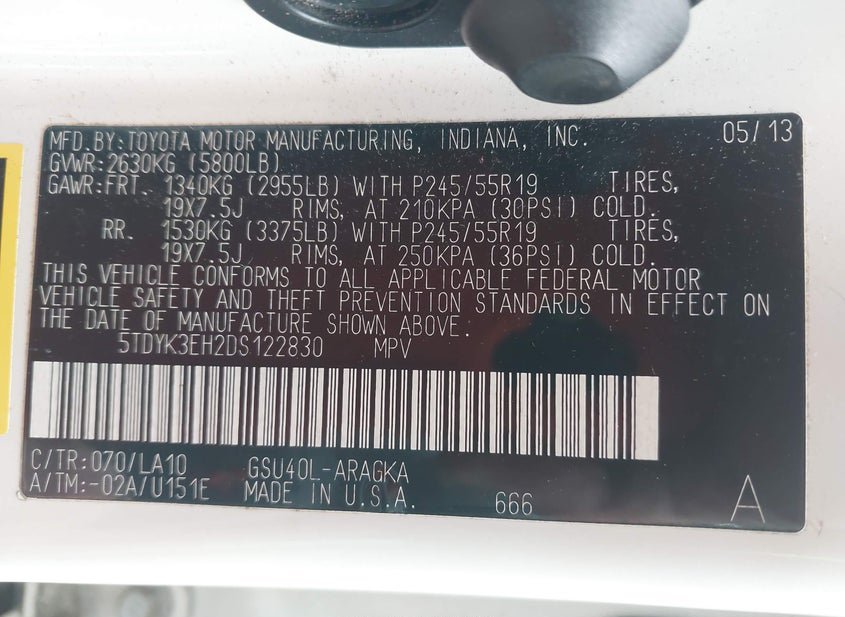 MFD.BY:TOYOTA MOTOR MANUFACTURING, INDIANA, INC. 05/13
GVWR:2630KG (5800LB)
GAWR:FRT. 1340KG (2955LB) WITH P245/55R19 TIRES,
19X7.5J RIMS, AT 210KPA (30PSI) COLD.
RR. 1530KG (3375LB) WITH P245/55R19 TIRES,
19X7.5J RIMS, AT 250KPA (36PSI) COLD.
THIS VEHICLE CONFORMS TO ALL APPLICABLE FEDERAL MOTOR
VEHICLE SAFETY AND THEFT PREVENTION STANDARDS IN EFFECT ON
THE DATE OF MANUFACTURE SHOWN ABOVE.
5TDYK3EH2DS122830 MPV
C/TR:070/LA10 GSU40L-ARAGKA
A/TM:-02A/U151E MADE IN U.S.A. 666 A